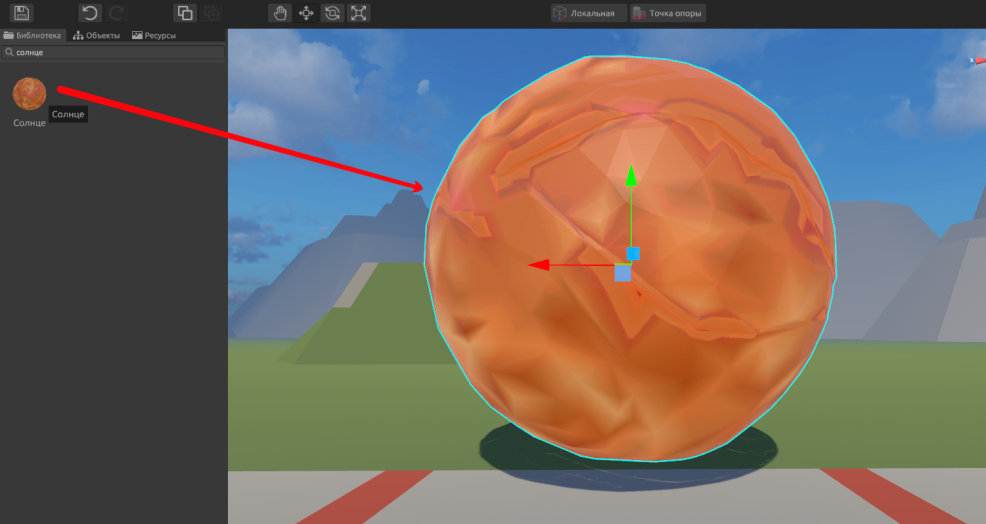 Локальная
Точка опоры
Библиотека
Объекты
Ресурсы
солнце
Солнце
Солнце
x